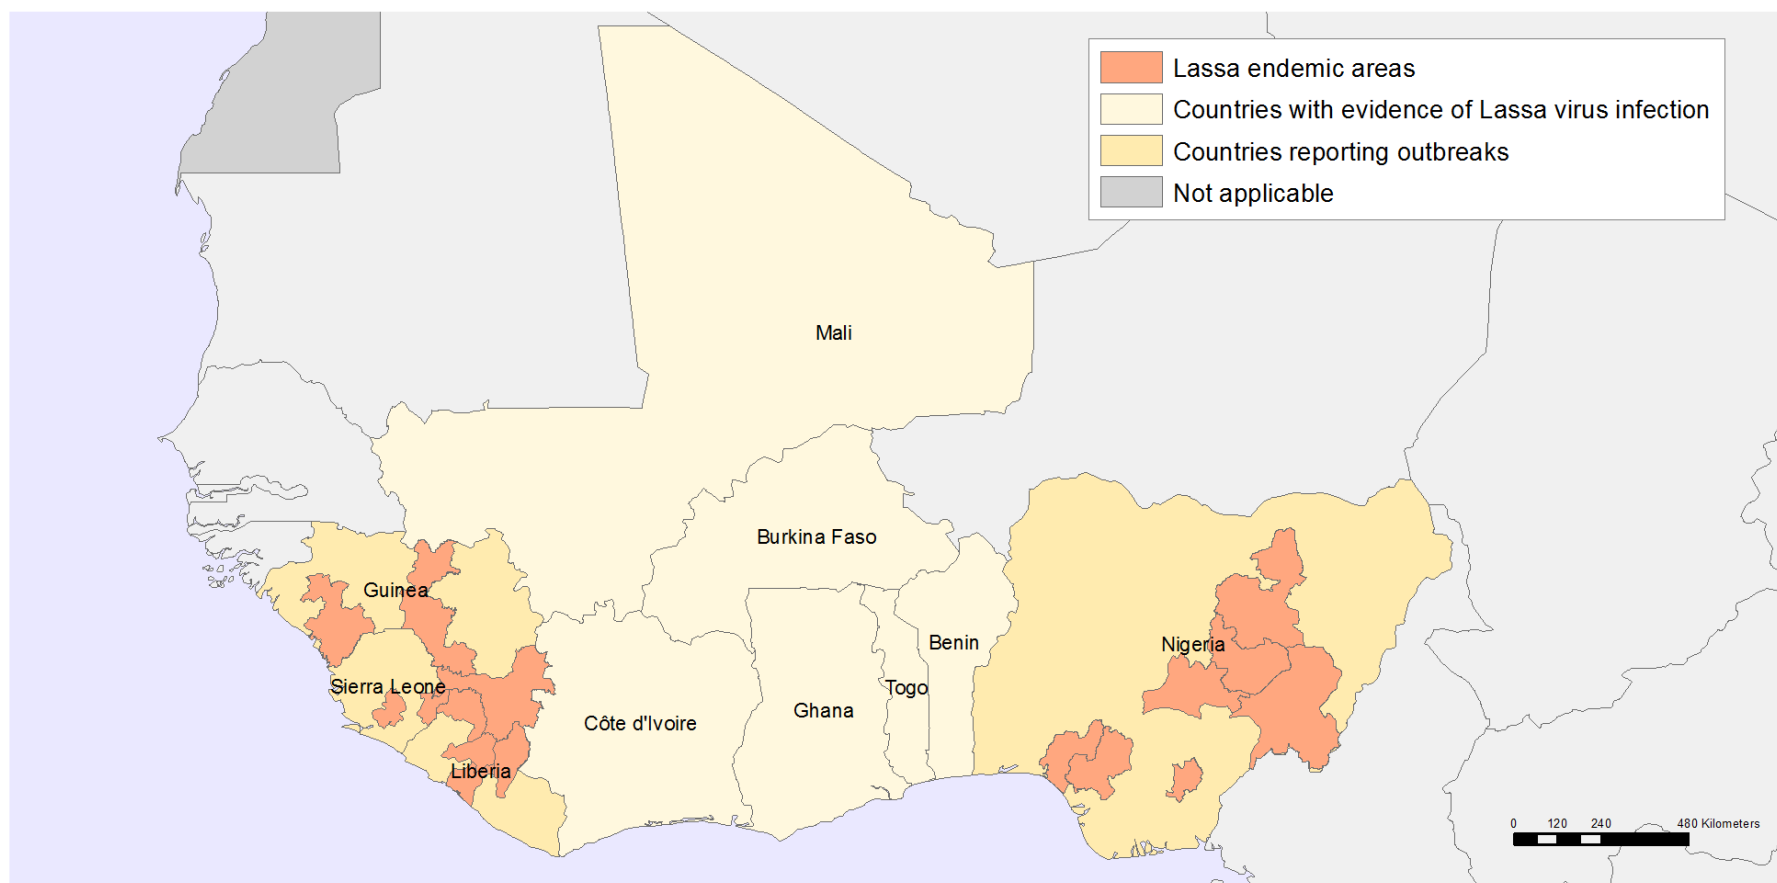 Lassa endemic areas
Countries with evidence of Lassa virus infection
Countries reporting outbreaks
Not applicable
Mali
Burkina Faso
Guinea
Benin
Nigeria
Sierra Leone
Togo
Ghana
Côte d'Ivoire
Liberia
0 120 240 480 Kilometers